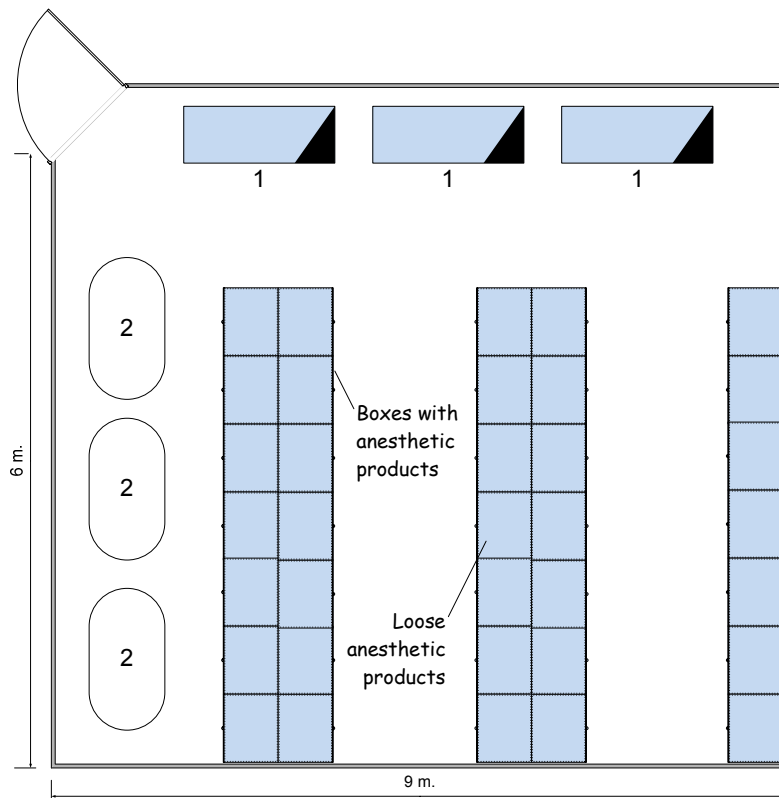 1
1
1
2
Boxes with
anesthetic
products
2
6 m.
Loose
anesthetic
products
2
9 m.